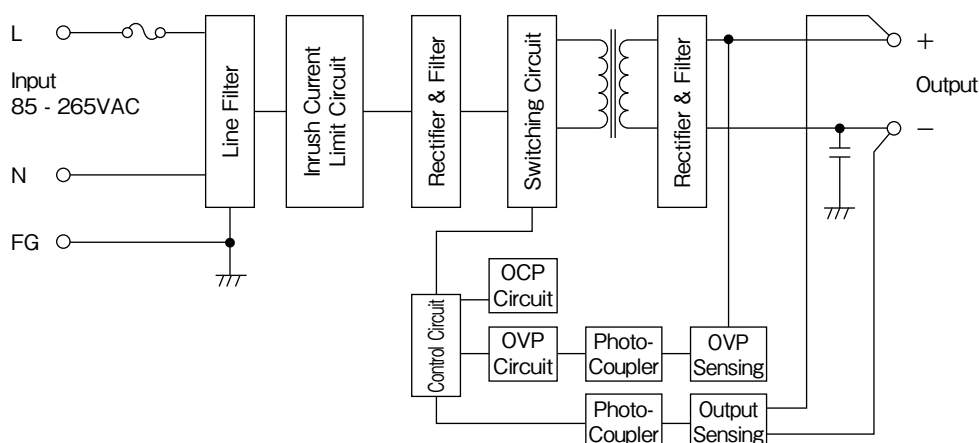 L
Input
85 - 265VAC
N
FG
Line Filter
Inrush Current
Limit Circuit
Rectifier & Filter
Switching Circuit
Rectifier & Filter
+
Output
−
Control Circuit
OCP
Circuit
OVP
Circuit
Photo-
Coupler
OVP
Sensing
Photo-
Coupler
Output
Sensing